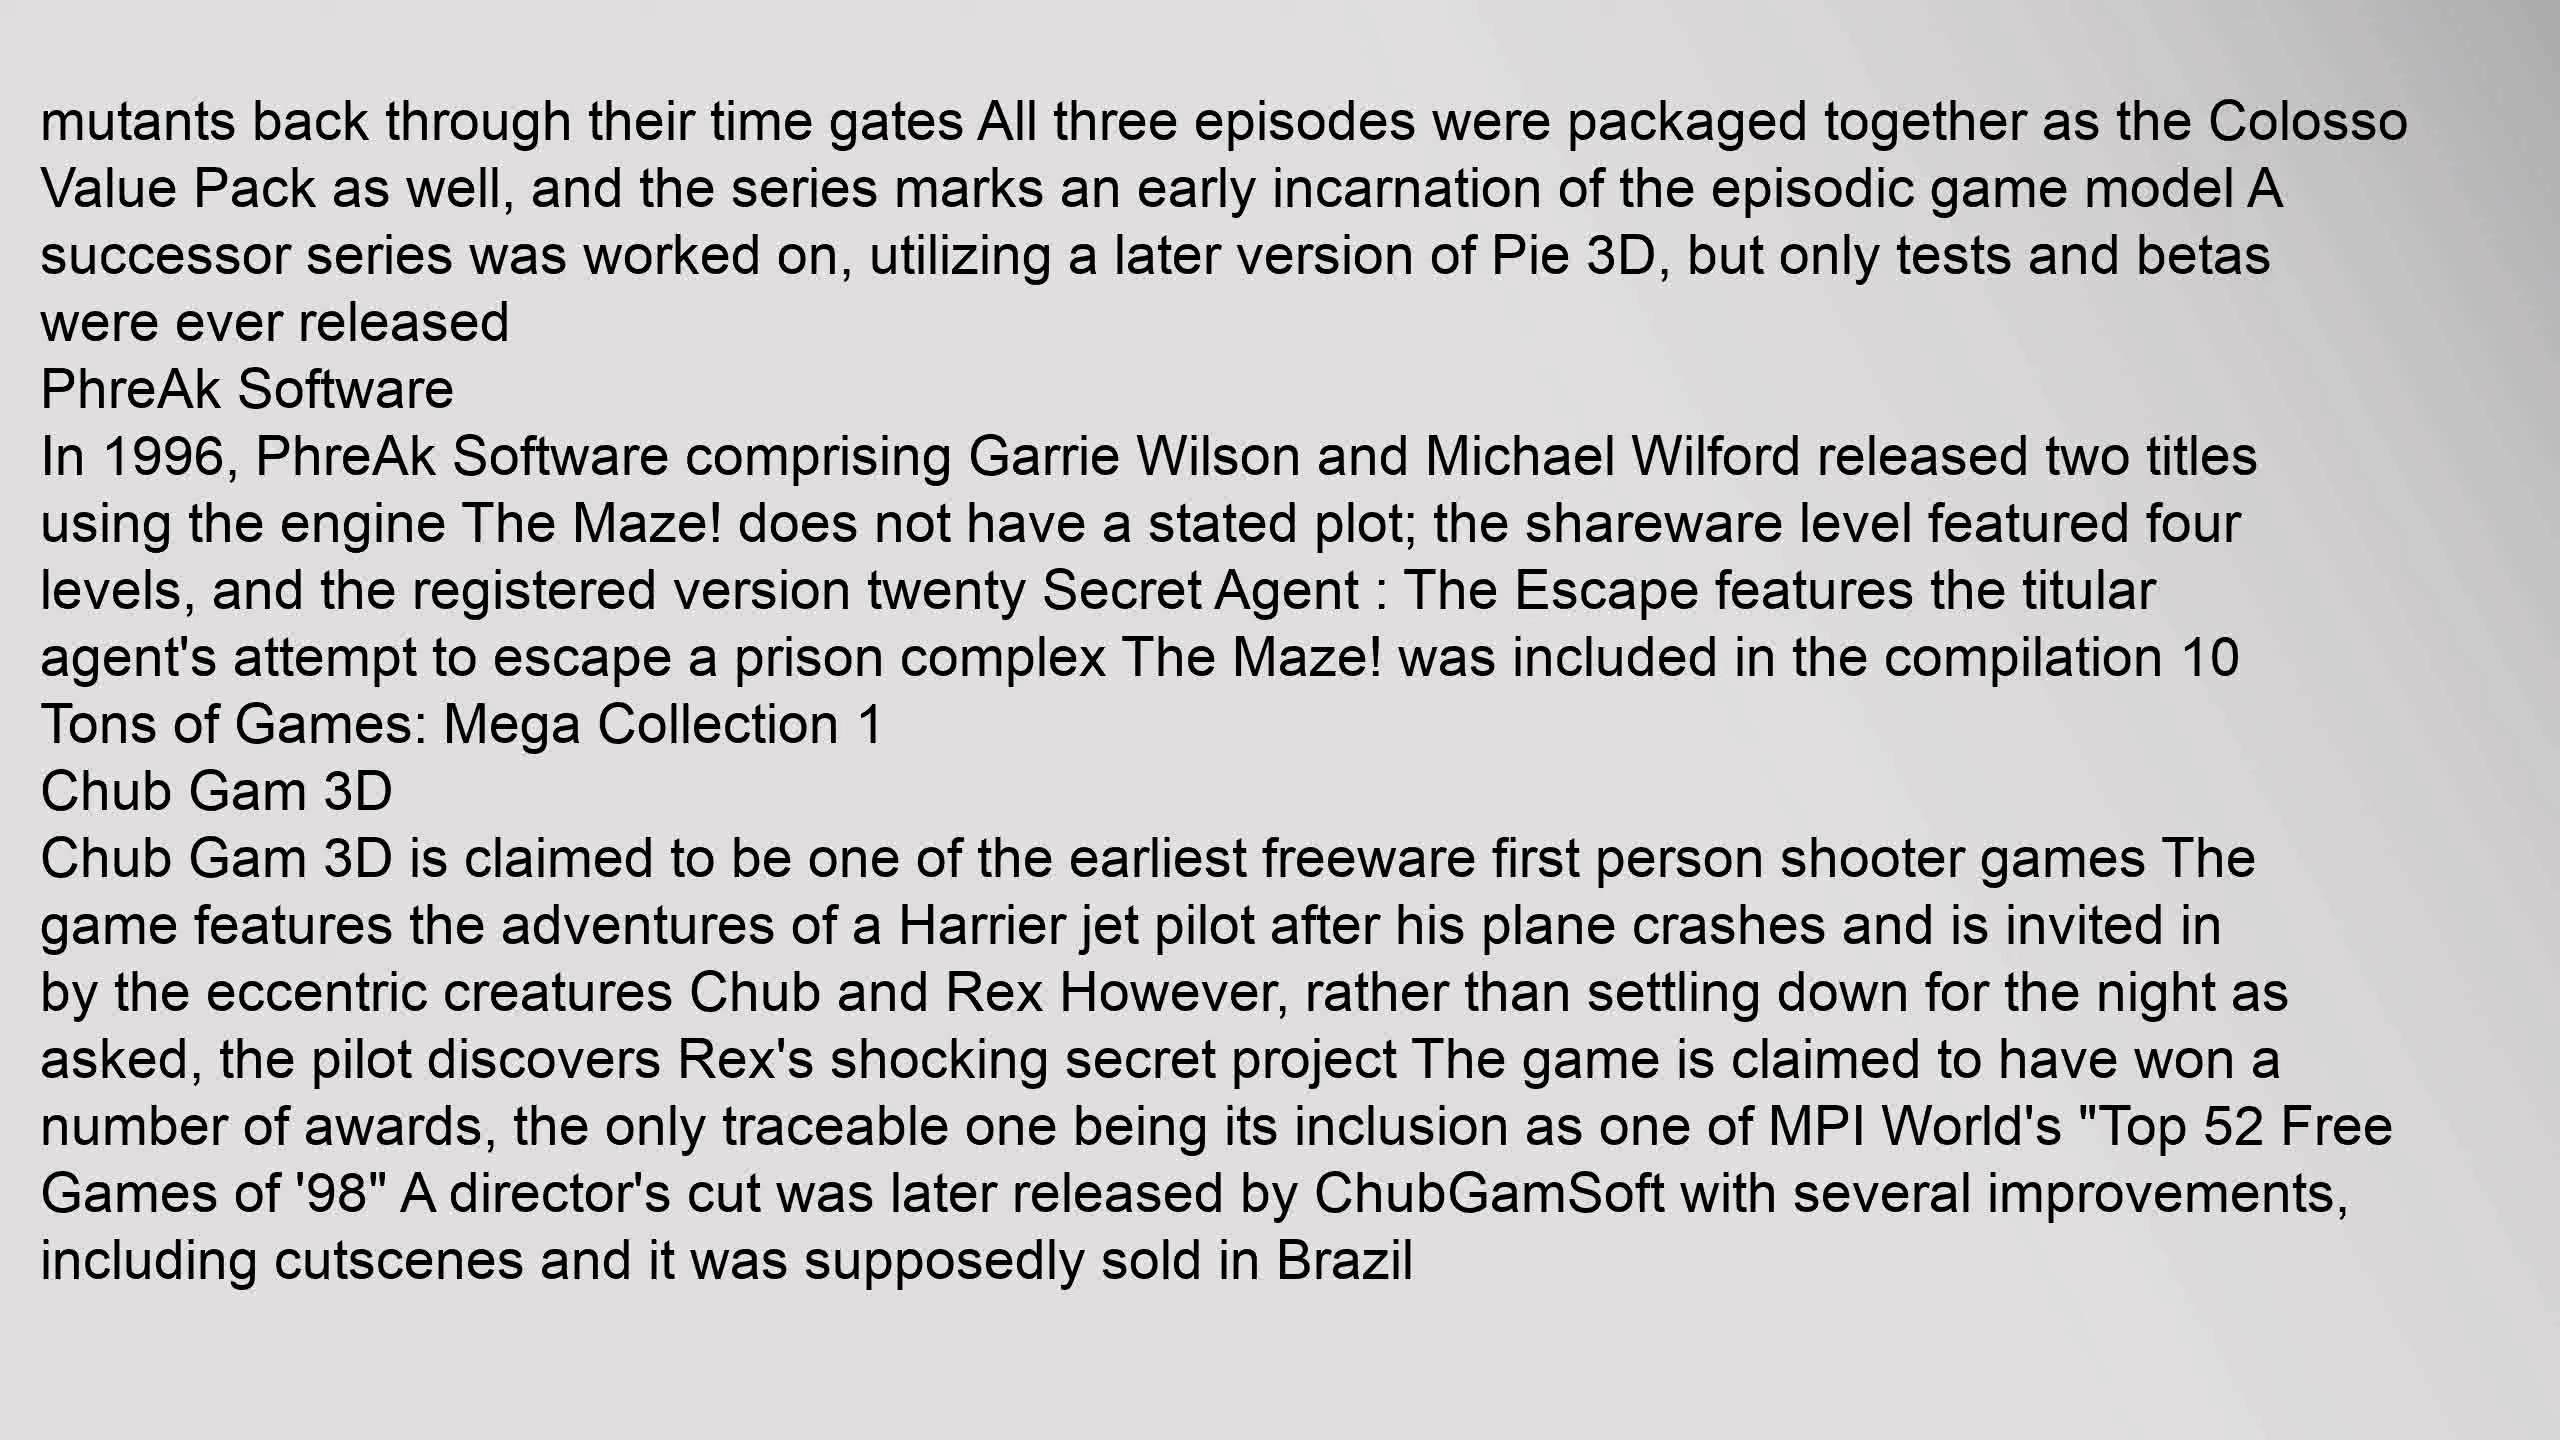 mutants back through their time gates All three episodes were packaged together as the Colosso
Value Pack as well, and the series marks an early incarnation of the episodic game model A
successor series was worked on, utilizing a later version of Pie 3D, but only tests and betas
were ever released
PhreAk Software
In 1996, PhreAk Software comprising Garrie Wilson and Michael Wilford released two titles
using the engine The Maze! does not have a stated plot; the shareware level featured four
levels, and the registered version twenty Secret Agent : The Escape features the titular
agent's attempt to escape a prison complex The Maze! was included in the compilation 10
Tons of Games: Mega Collection 1
Chub Gam 3D
Chub Gam 3D is claimed to be one of the earliest freeware first person shooter games The
game features the adventures of a Harrier jet pilot after his plane crashes and is invited in
by the eccentric creatures Chub and Rex However, rather than settling down for the night as
asked, the pilot discovers Rex's shocking secret project The game is claimed to have won a
number of awards, the only traceable one being its inclusion as one of MPI World's "Top 52 Free
Games of '98" A director's cut was later released by ChubGamSoft with several improvements,
including cutscenes and it was supposedly sold in Brazil